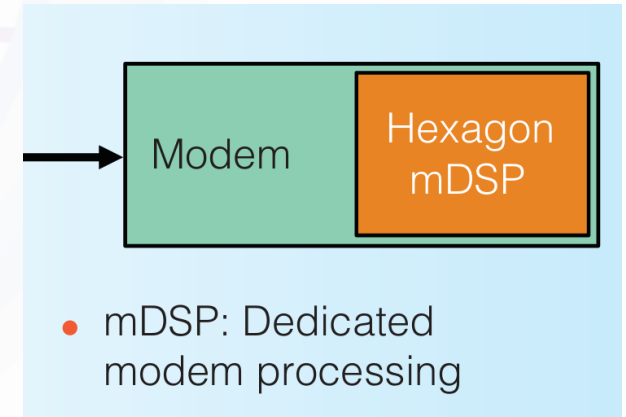 Modem
Hexagon
mDSP
• mDSP: Dedicated
modem processing